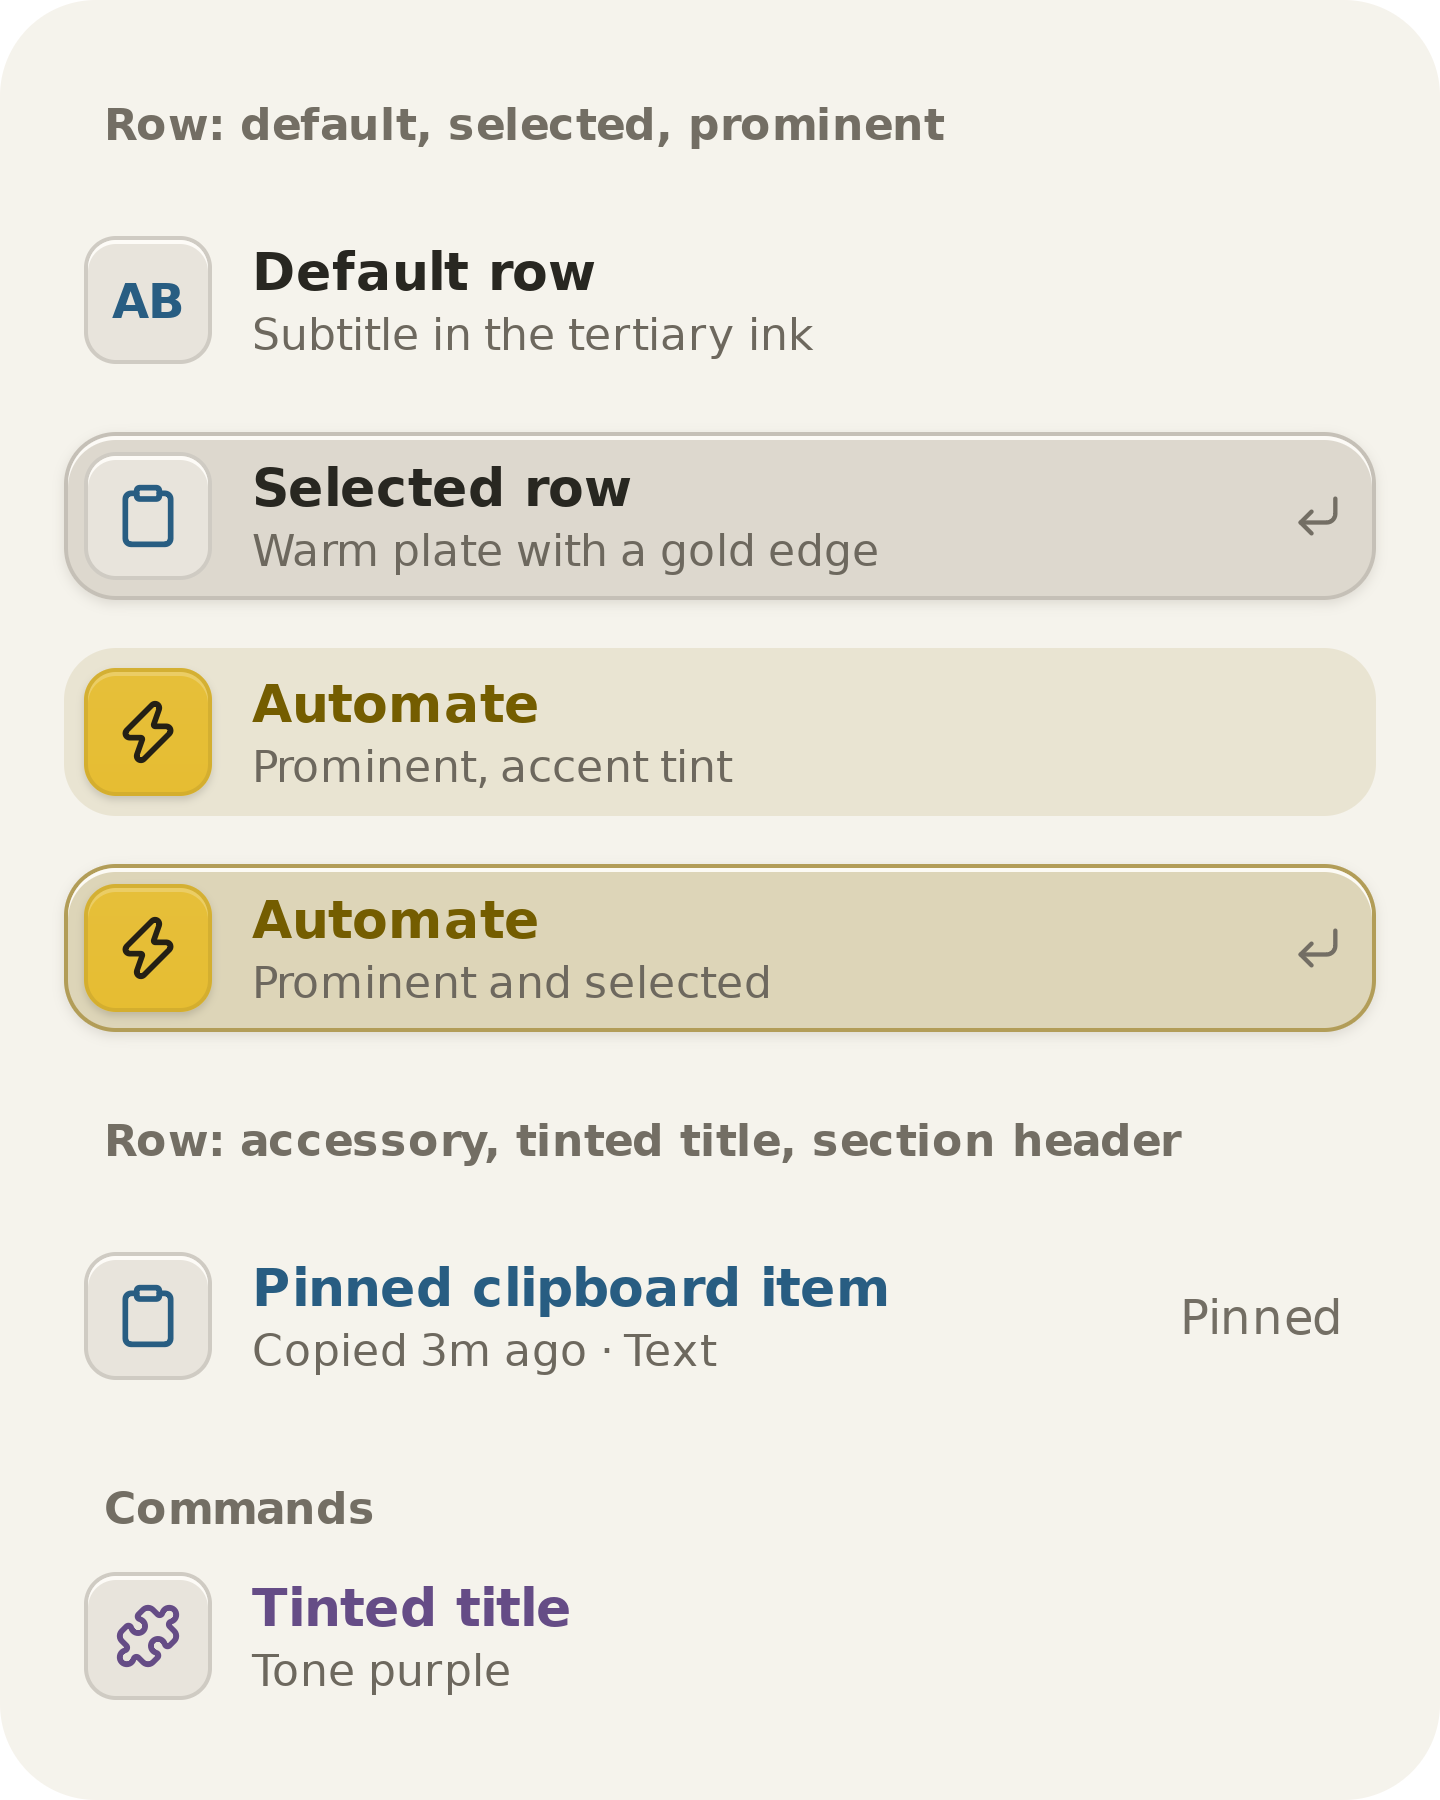 Row: default, selected, prominent
AB
Default row
Subtitle in the tertiary ink
Selected row
Warm plate with a gold edge
Automate
Prominent, accent tint
Automate
Prominent and selected
Row: accessory, tinted title, section header
Pinned clipboard item
Copied 3m ago · Text
Pinned
Commands
Tinted title
Tone purple